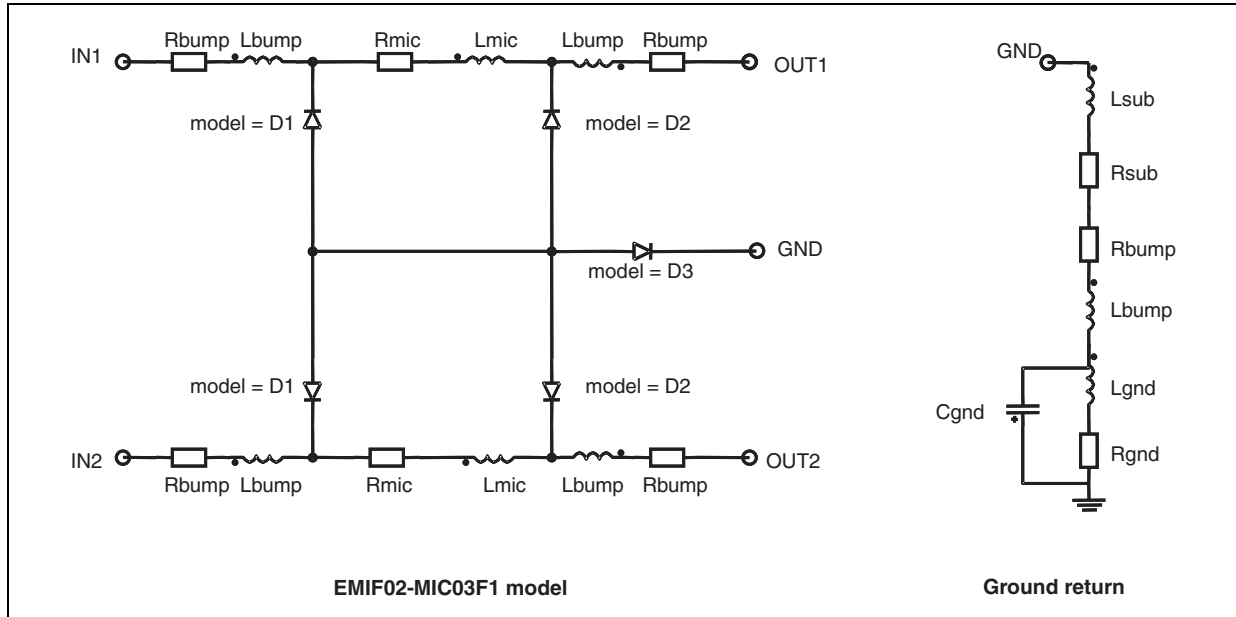 IN1
Rbump
Lbump
Rmic
Lmic
Lbump
Rbump
OUT1
model = D1
model = D2
GND
model = D3
model = D1
model = D2
IN2
OUT2
Rbump
Lbump
Rmic
Lmic
Lbump
Rbump
EMIF02-MIC03F1 model
GND
Lsub
Rsub
Rbump
Lbump
Lgnd
Cgnd
Rgnd
Ground return